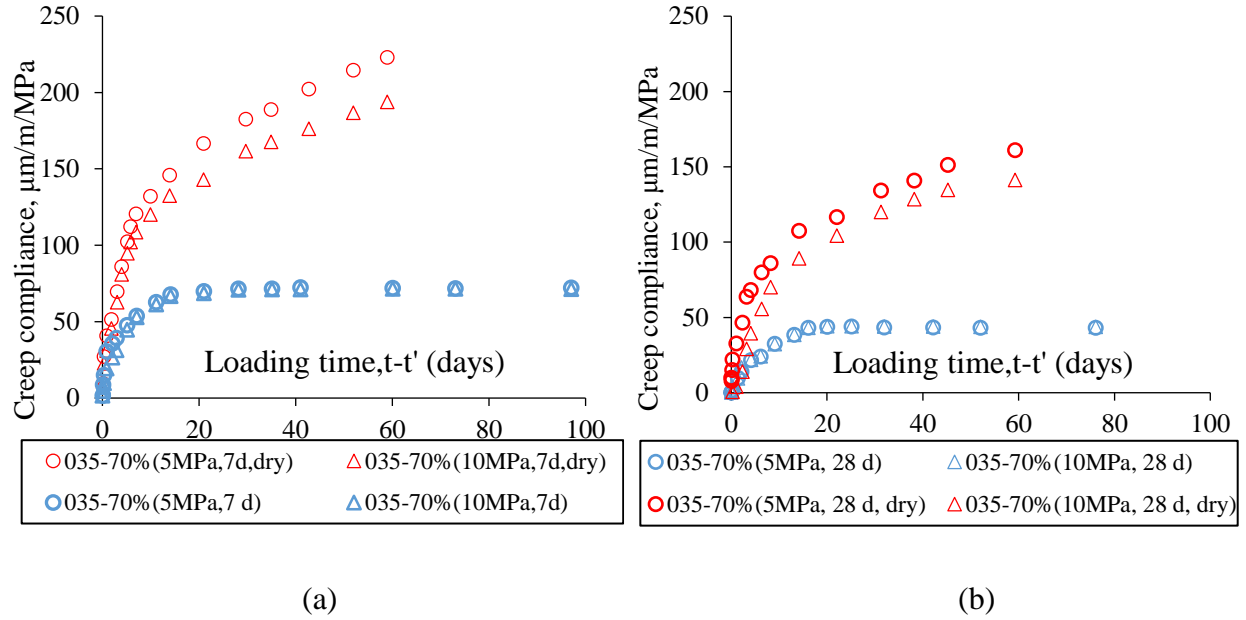 Creep compliance, µm/m/MPa
250
200
150
100
50
0
Loading time,t-t' (days)
0 20 40 60 80 100
035-70%(5MPa,7d,dry) 035-70%(10MPa,7d,dry)
035-70%(5MPa,7 d) 035-70%(10MPa,7d)
(a)
Creep compliance, µm/m/MPa
250
200
150
100
50
0
Loading time,t-t' (days)
0 20 40 60 80 100
035-70%(5MPa, 28 d) 035-70%(10MPa, 28 d)
035-70%(5MPa, 28 d, dry) 035-70%(10MPa, 28 d, dry)
(b)